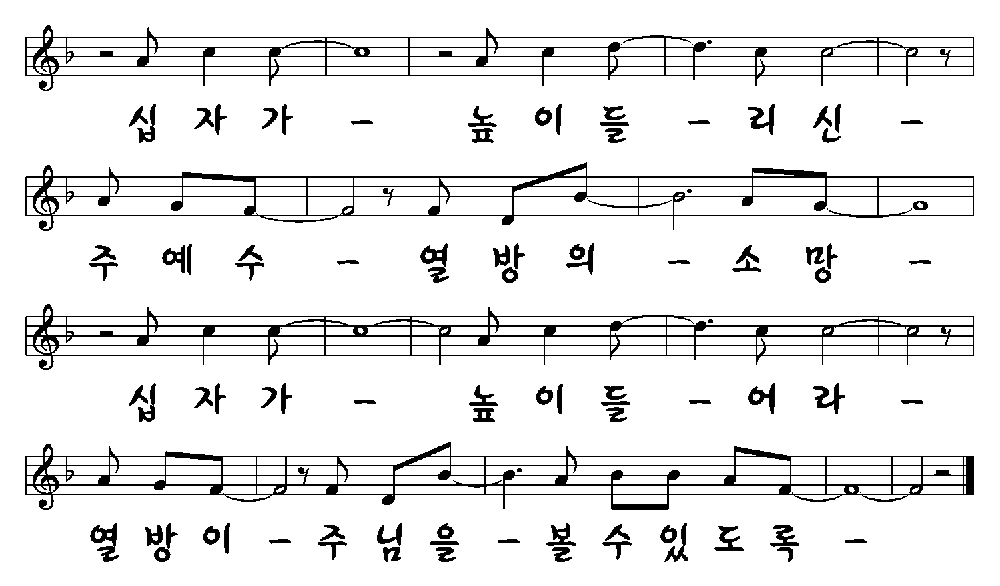 십 자 가 - 높 이 들 - 리 신 -
주 예 수 - 열 방 의 - 소 망 -
십 자 가 - 높 이 들 - 어 라 -
열 방 이 - 주 님 을 - 볼 수 있 도 록 -